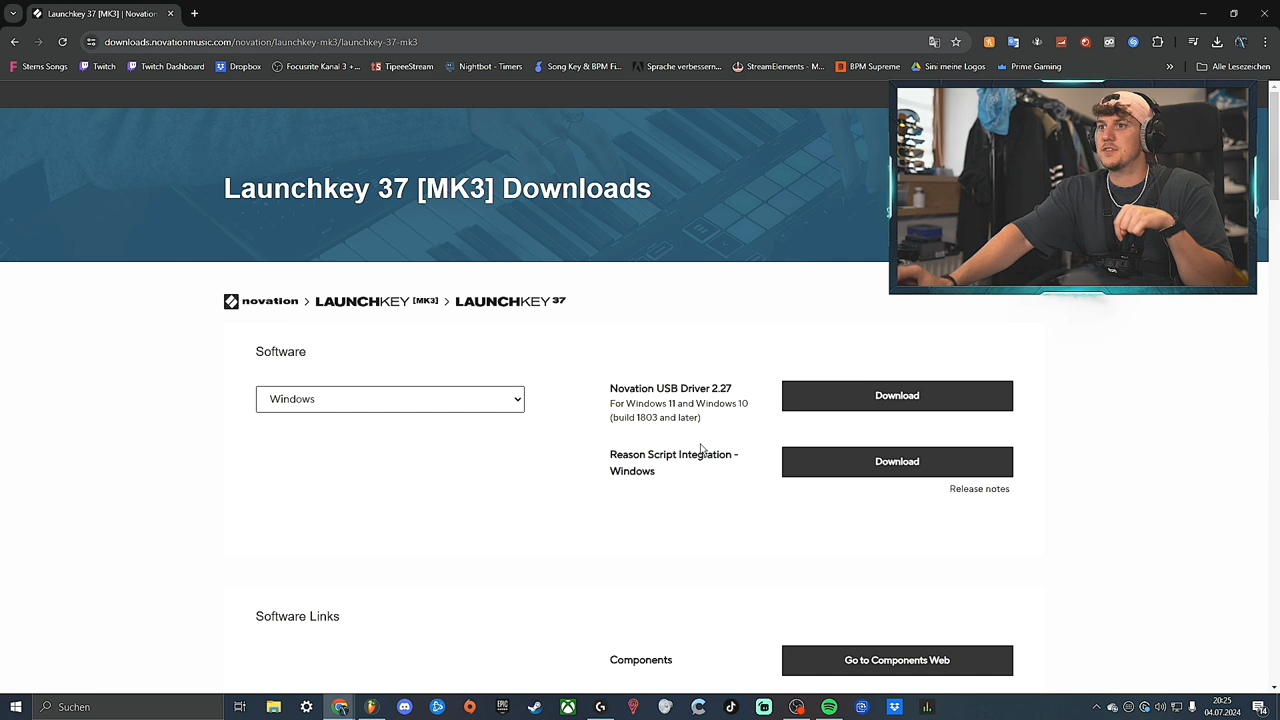 Launchkey 37 [MK3] | Novation
downloads.novationmusic.com/novation/launchkey-mk3/launchkey-37-mk3
Stems Songs
Twitch
Twitch Dashboard
Dropbox
Focusrite Kanal 3 +...
TipeeeStream
Nightbot - Timers
Song Key & BPM Fi...
Sprache verbessern...
StreamElements - M...
BPM Supreme
Sini meine Logos
Prime Gaming
»
Alle Lesezeichen
Launchkey 37 [MK3] Downloads
novation > LAUNCHKEY [MK3] > LAUNCHKEY 37
Software
Windows
Novation USB Driver 2.27
For Windows 11 and Windows 10
(build 1803 and later)
Download
Reason Script Integration -
Windows
Download
Release notes
Software Links
Components
Go to Components Web
Suchen
20:25
04.07.2024